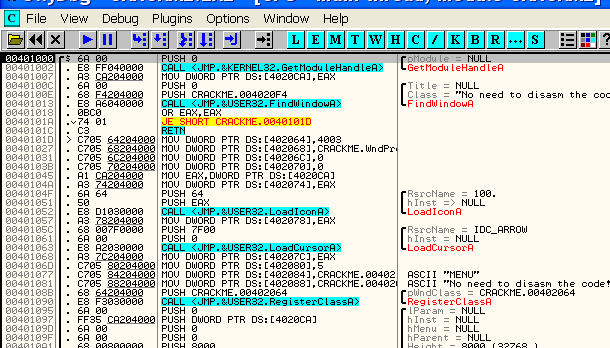 File View Debug Plugins Options Window Help
L E M T W H C / K B R ... S
00401000 $ 6A 00 PUSH 0 pModule = NULL
00401002 . E8 FF040000 CALL <JMP.&KERNEL32.GetModuleHandleA> GetModuleHandleA
00401007 . A3 CA204000 MOV DWORD PTR DS:[4020CA],EAX
0040100C . 6A 00 PUSH 0 Title = NULL
0040100E . 68 F4204000 PUSH CRACKME.004020F4 Class = "No need to disasm the cod
00401013 . E8 A6040000 CALL <JMP.&USER32.FindWindowA> FindWindowA
00401018 . 0BC0 OR EAX,EAX
0040101A .v74 01 JE SHORT CRACKME.0040101D
0040101C . C3 RETN
0040101D > C705 64204000 MOV DWORD PTR DS:[402064],4003
00401027 . C705 68204000 MOV DWORD PTR DS:[402068],CRACKME.WndPr
00401031 . C705 6C204000 MOV DWORD PTR DS:[40206C],0
0040103B . C705 70204000 MOV DWORD PTR DS:[402070],0
00401045 . A1 CA204000 MOV EAX,DWORD PTR DS:[4020CA]
0040104A . A3 74204000 MOV DWORD PTR DS:[402074],EAX
0040104F . 6A 64 PUSH 64 RsrcName = 100.
00401051 . 50 PUSH EAX hInst => NULL
00401052 . E8 D1030000 CALL <JMP.&USER32.LoadIconA> LoadIconA
00401057 . A3 78204000 MOV DWORD PTR DS:[402078],EAX
0040105C . 68 007F0000 PUSH 7F00 RsrcName = IDC_ARROW
00401061 . 6A 00 PUSH 0 hInst = NULL
00401063 . E8 A2030000 CALL <JMP.&USER32.LoadCursorA> LoadCursorA
00401068 . A3 7C204000 MOV DWORD PTR DS:[40207C],EAX
0040106D . C705 80204000 MOV DWORD PTR DS:[402080],5
00401077 . C705 84204000 MOV DWORD PTR DS:[402084],CRACKME.00402 ASCII "MENU"
00401081 . C705 88204000 MOV DWORD PTR DS:[402088],CRACKME.00402 ASCII "No need to disasm the code!
0040108B . 68 64204000 PUSH CRACKME.00402064 pWndClass = CRACKME.00402064
00401090 . E8 F3030000 CALL <JMP.&USER32.RegisterClassA> RegisterClassA
00401095 . 6A 00 PUSH 0 lParam = NULL
00401097 . FF35 CA204000 PUSH DWORD PTR DS:[4020CA] hInst = NULL
0040109D . 6A 00 PUSH 0 hMenu = NULL
0040109F . 6A 00 PUSH 0 hParent = NULL
004010A1 . 68 00800000 PUSH 8000 Height = 8000 (32768.)